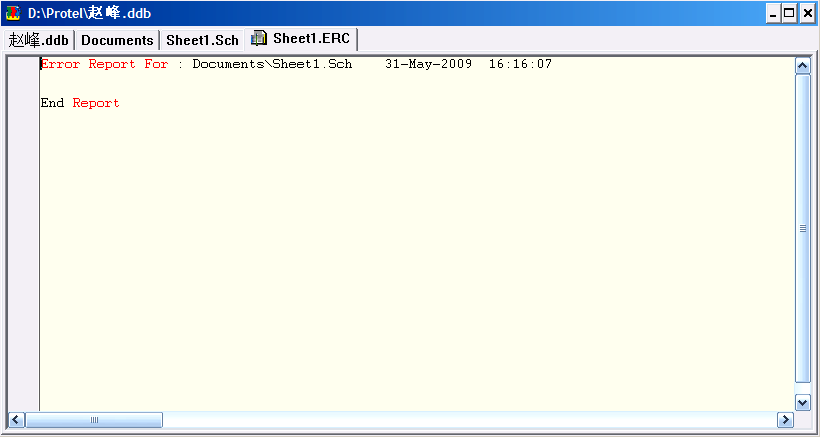 D:\Protel\赵峰.ddb
赵峰.ddb Documents Sheet1.Sch Sheet1.ERC
Error Report For : Documents\Sheet1.Sch    31-May-2009  16:16:07
End Report